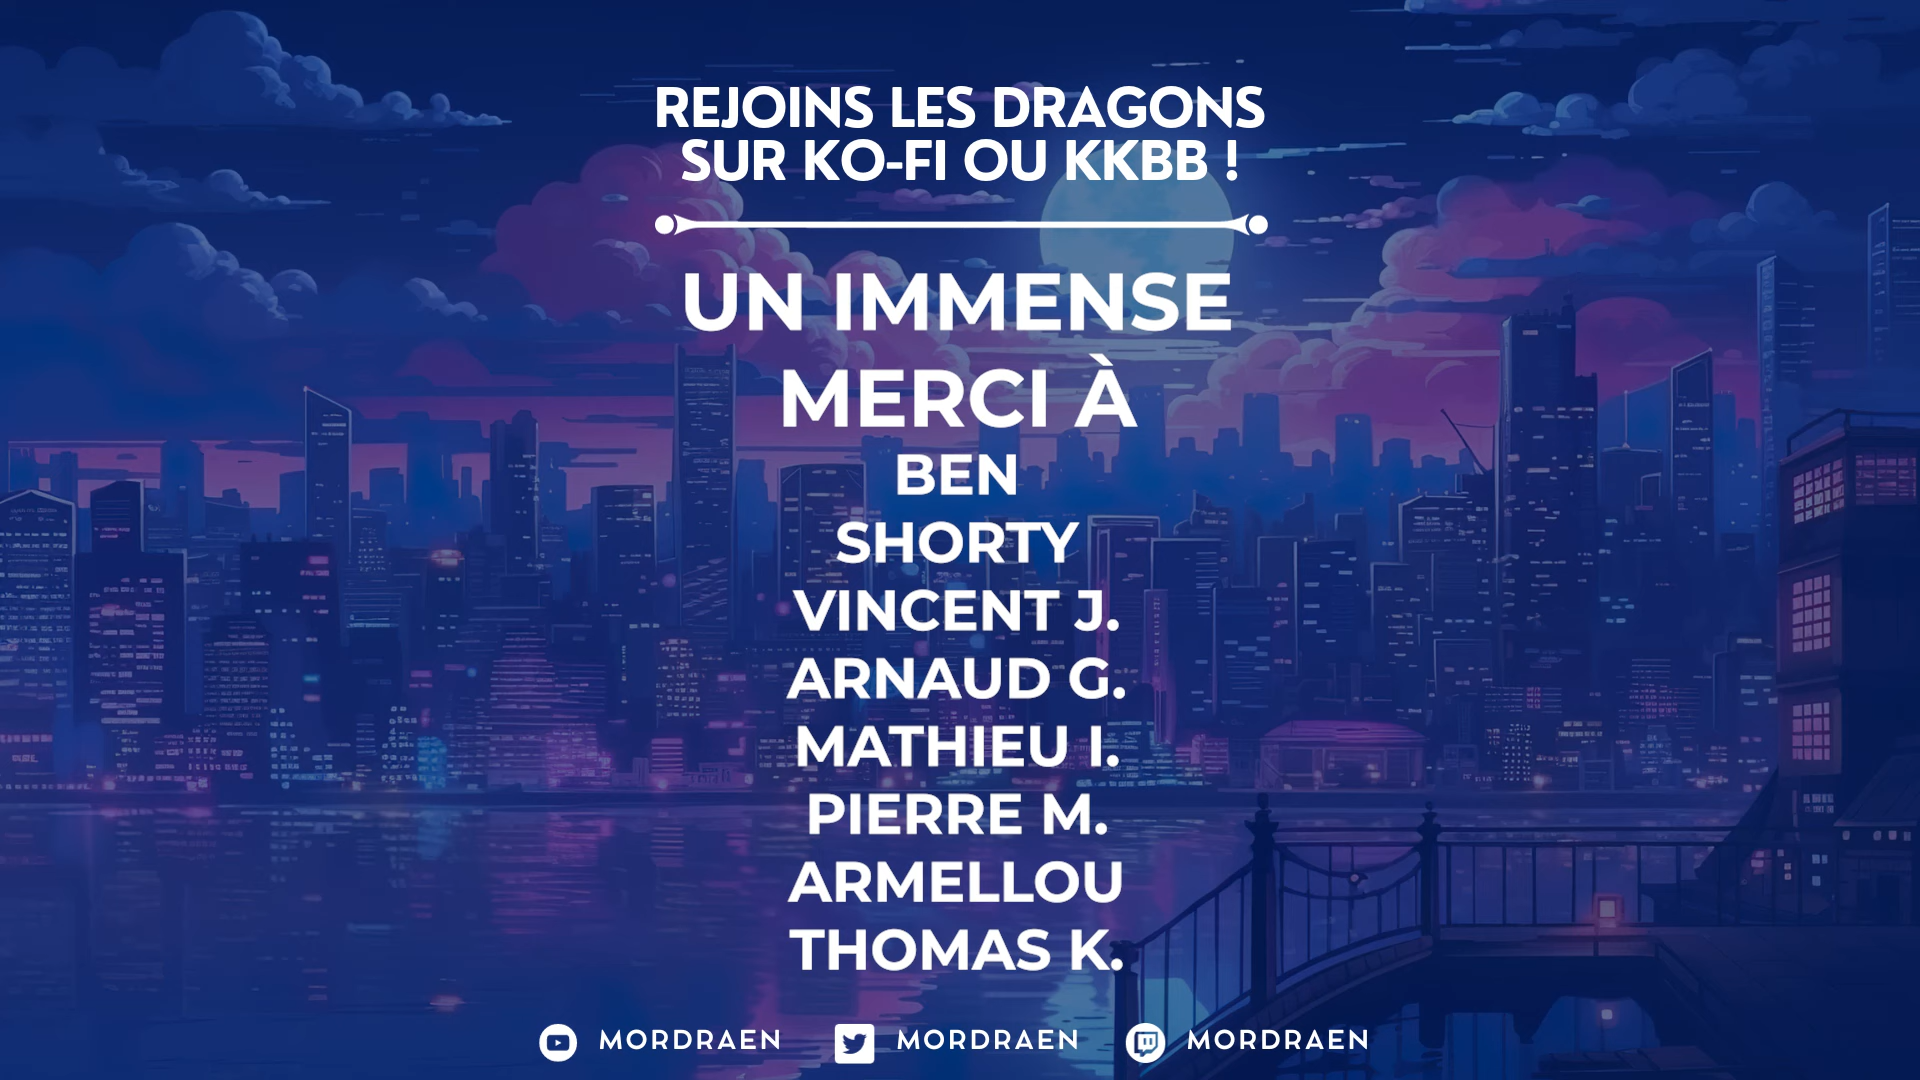 REJOINS LES DRAGONS
SUR KO-FI OU KKBB !
UN IMMENSE
MERCI À
BEN
SHORTY
VINCENT J.
ARNAUD G.
MATHIEU I.
PIERRE M.
ARMELLOU
THOMAS K.
MORDRAEN MORDRAEN MORDRAEN